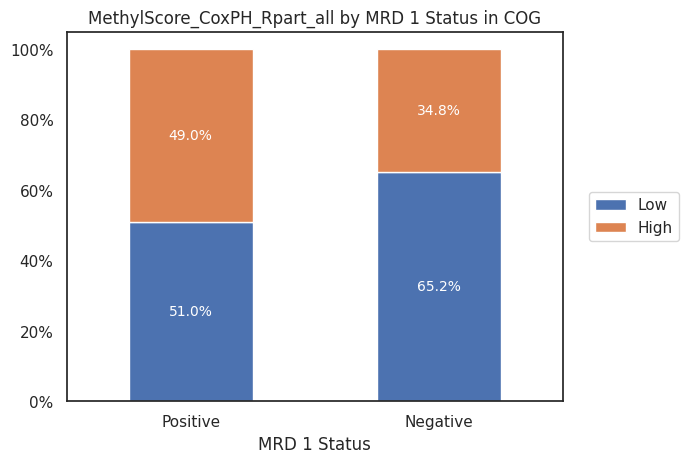 MethylScore_CoxPH_Rpart_all by MRD 1 Status in COG
100%
80%
60%
40%
20%
0%
49.0%
34.8%
51.0%
65.2%
Low
High
Positive
Negative
MRD 1 Status